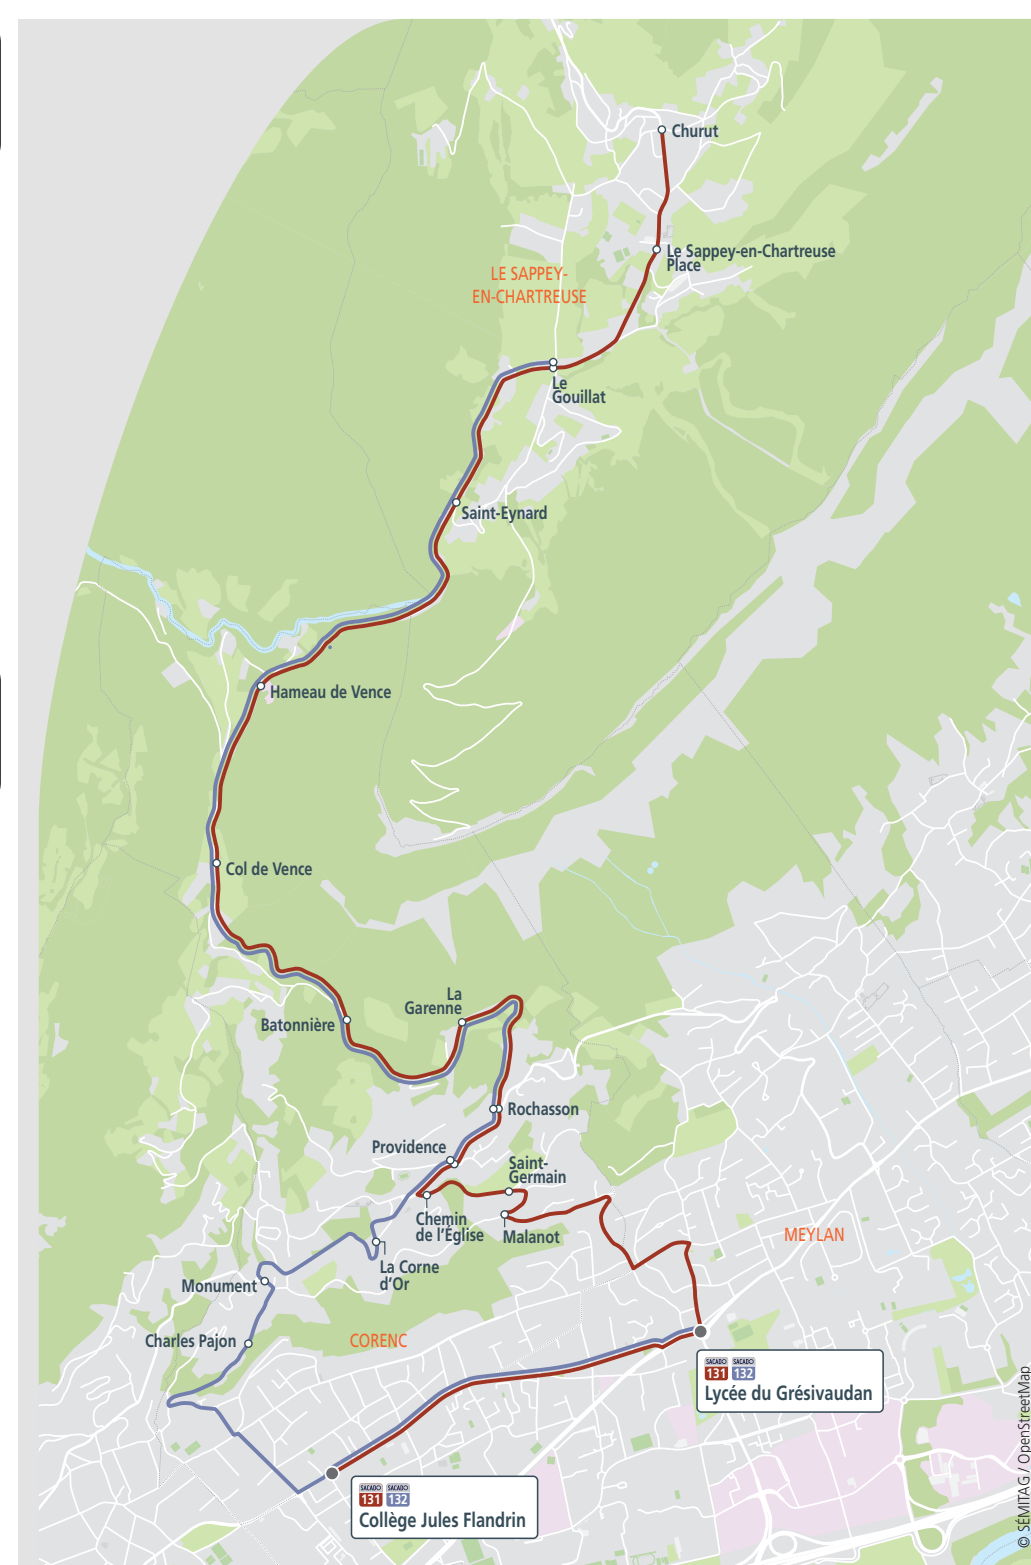 Churut
Le Sappey-en-Chartreuse
Place
LE SAPPEY-
EN-CHARTREUSE
Le
Gouillat
Saint-Eynard
Hameau de Vence
Col de Vence
La
Garenne
Batonnière
Rochasson
Providence
Saint-
Germain
Chemin
de l'Église
Malanot
MEYLAN
La Corne
d'Or
Monument
Charles Pajon
CORENC
SACADO SACADO
131 132
Lycée du Grésivaudan
SACADO SACADO
131 132
Collège Jules Flandrin
© SÉMITAG / OpenStreetMap